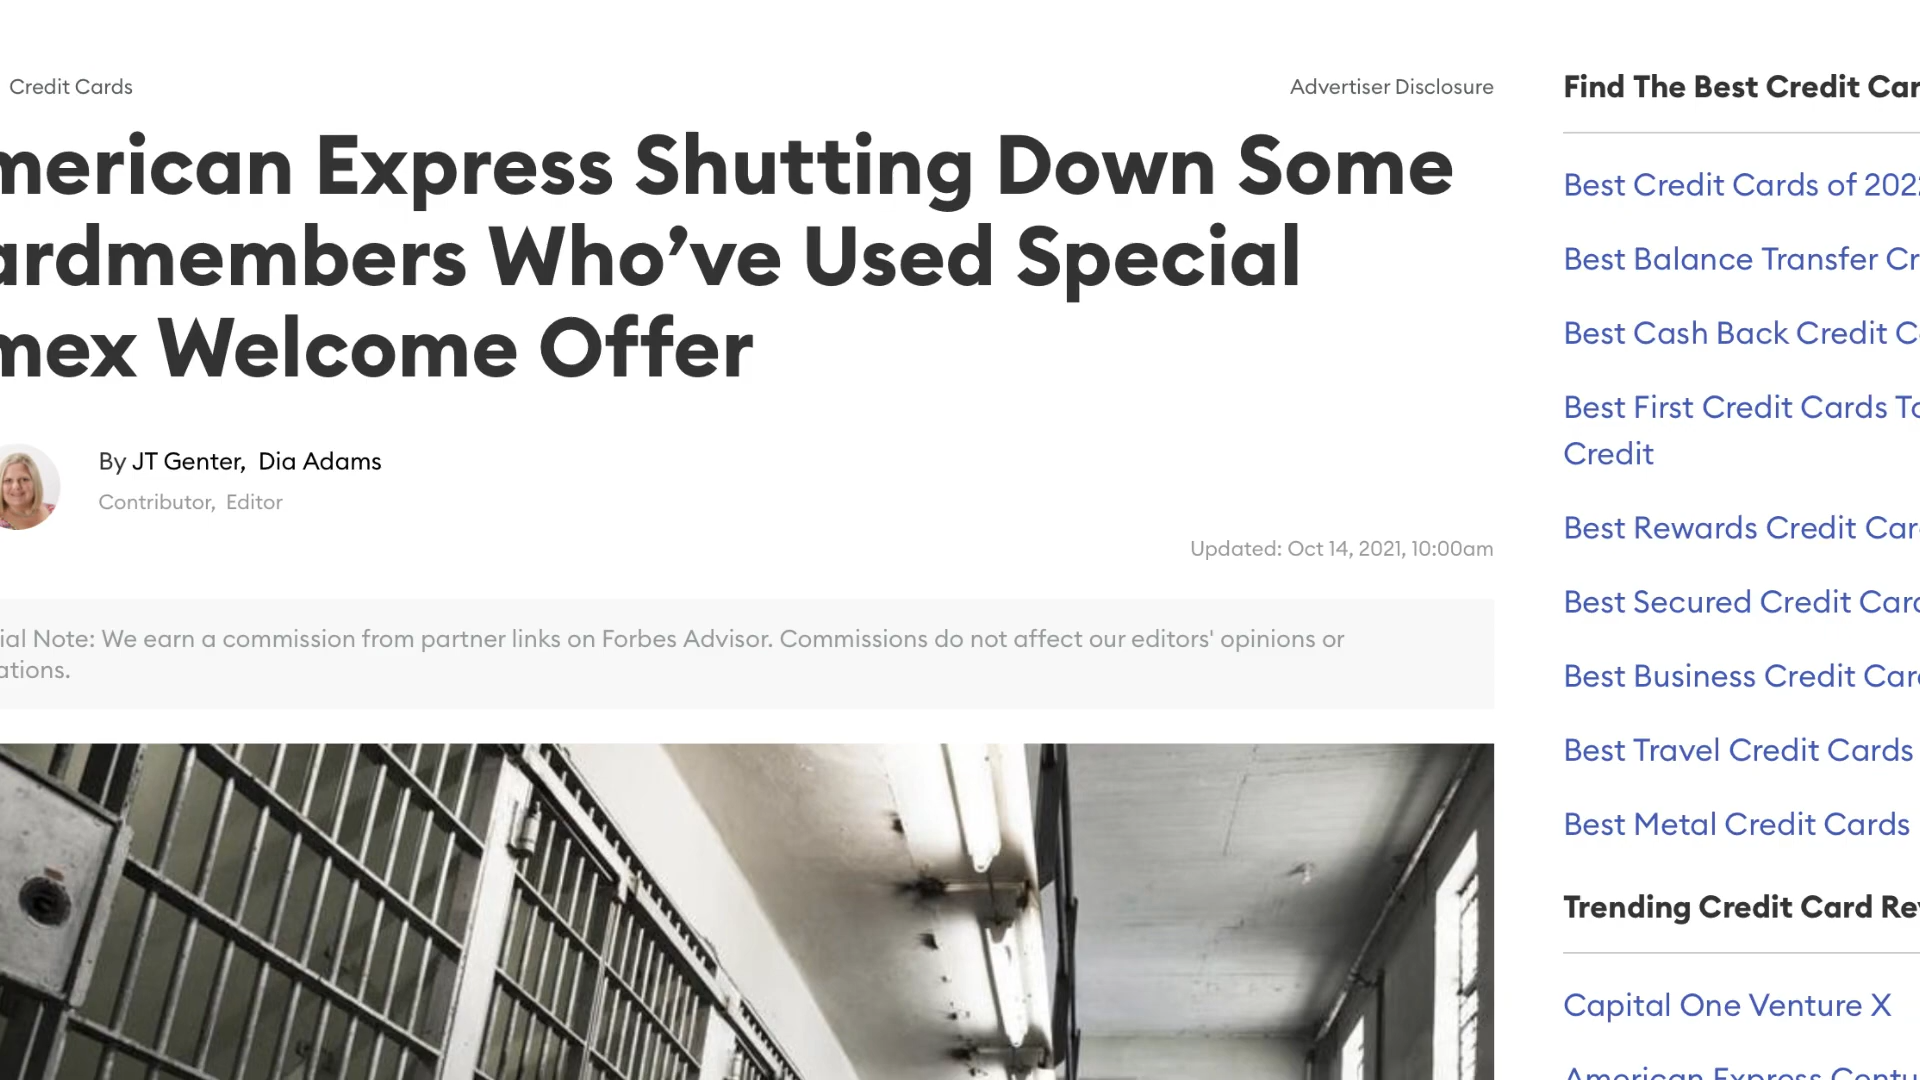 Credit Cards
Advertiser Disclosure
merican Express Shutting Down Some
ardmembers Who’ve Used Special
mex Welcome Offer
By JT Genter, Dia Adams
Contributor, Editor
Updated: Oct 14, 2021, 10:00am
ial Note: We earn a commission from partner links on Forbes Advisor. Commissions do not affect our editors' opinions or
ations.
Find The Best Credit Car
Best Credit Cards of 202
Best Balance Transfer Cr
Best Cash Back Credit C
Best First Credit Cards To
Credit
Best Rewards Credit Car
Best Secured Credit Car
Best Business Credit Car
Best Travel Credit Cards
Best Metal Credit Cards
Trending Credit Card Re
Capital One Venture X
American Express Centu